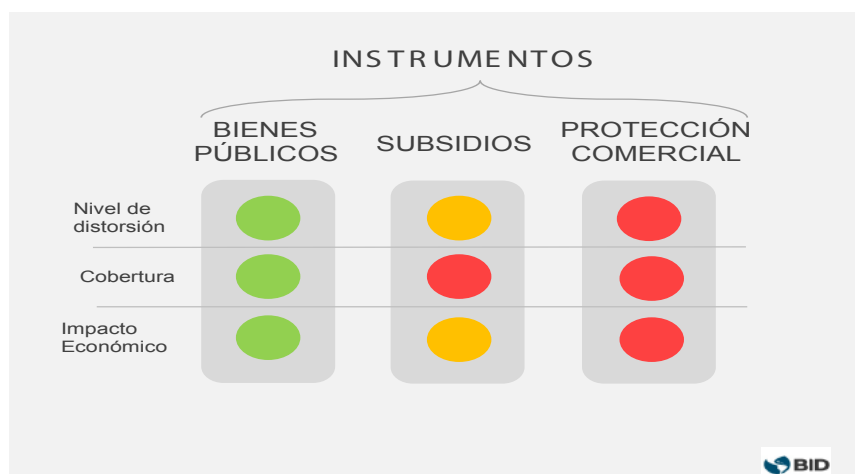 INSTRUMENTOS
BIENES
PÚBLICOS
SUBSIDIOS
PROTECCIÓN
COMERCIAL
Nivel de
distorsión
Cobertura
Impacto
Económico
BID